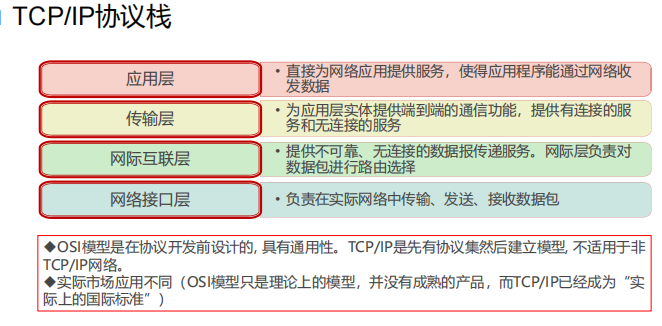 TCP/IP协议栈
应用层
• 直接为网络应用提供服务，使得应用程序能通过网络收
发数据
传输层
• 为应用层实体提供端到端的通信功能，提供有连接的服
务和无连接的服务
网际互联层
• 提供不可靠、无连接的数据报传递服务。网际层负责对
数据包进行路由选择
网络接口层
• 负责在实际网络中传输、发送、接收数据包
◆OSI模型是在协议开发前设计的, 具有通用性。TCP/IP是先有协议集然后建立模型, 不适用于非
TCP/IP网络。
◆实际市场应用不同（OSI模型只是理论上的模型，并没有成熟的产品，而TCP/IP已经成为“实
际上的国际标准”）